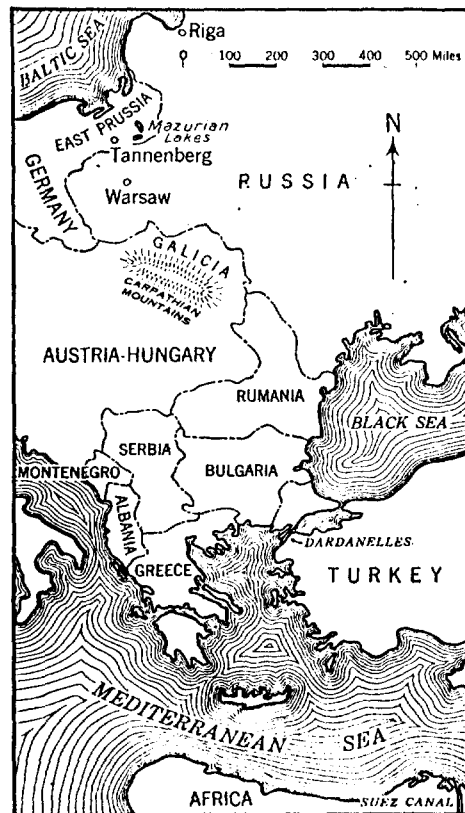 Riga
BALTIC SEA
0 100 200 300 400 500 Miles
EAST PRUSSIA
Mazurian
Lakes
N
Tannenberg
GERMANY
Warsaw
RUSSIA
GALICIA
CARPATHIAN
MOUNTAINS
AUSTRIA-HUNGARY
RUMANIA
BLACK SEA
SERBIA
MONTENEGRO
BULGARIA
ALBANIA
DARDANELLES
GREECE
TURKEY
MEDITERRANEAN SEA
AFRICA
SUEZ CANAL